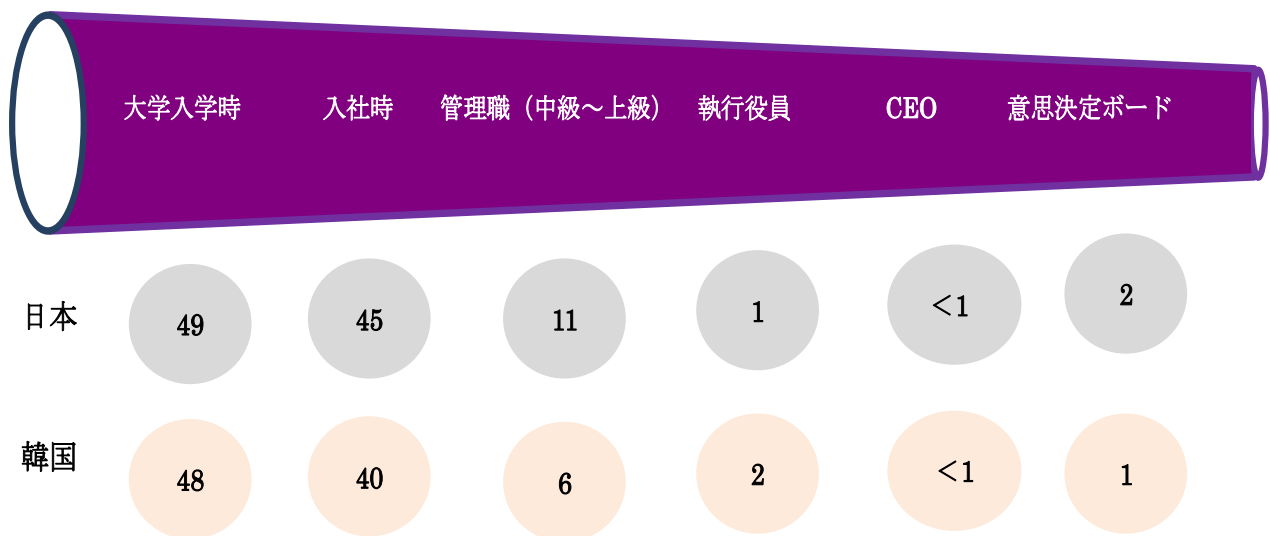 大学入学時 入社時 管理職（中級～上級） 執行役員 CEO 意思決定ボード
日本 49 45 11 1 ＜1 2
韓国 48 40 6 2 ＜1 1